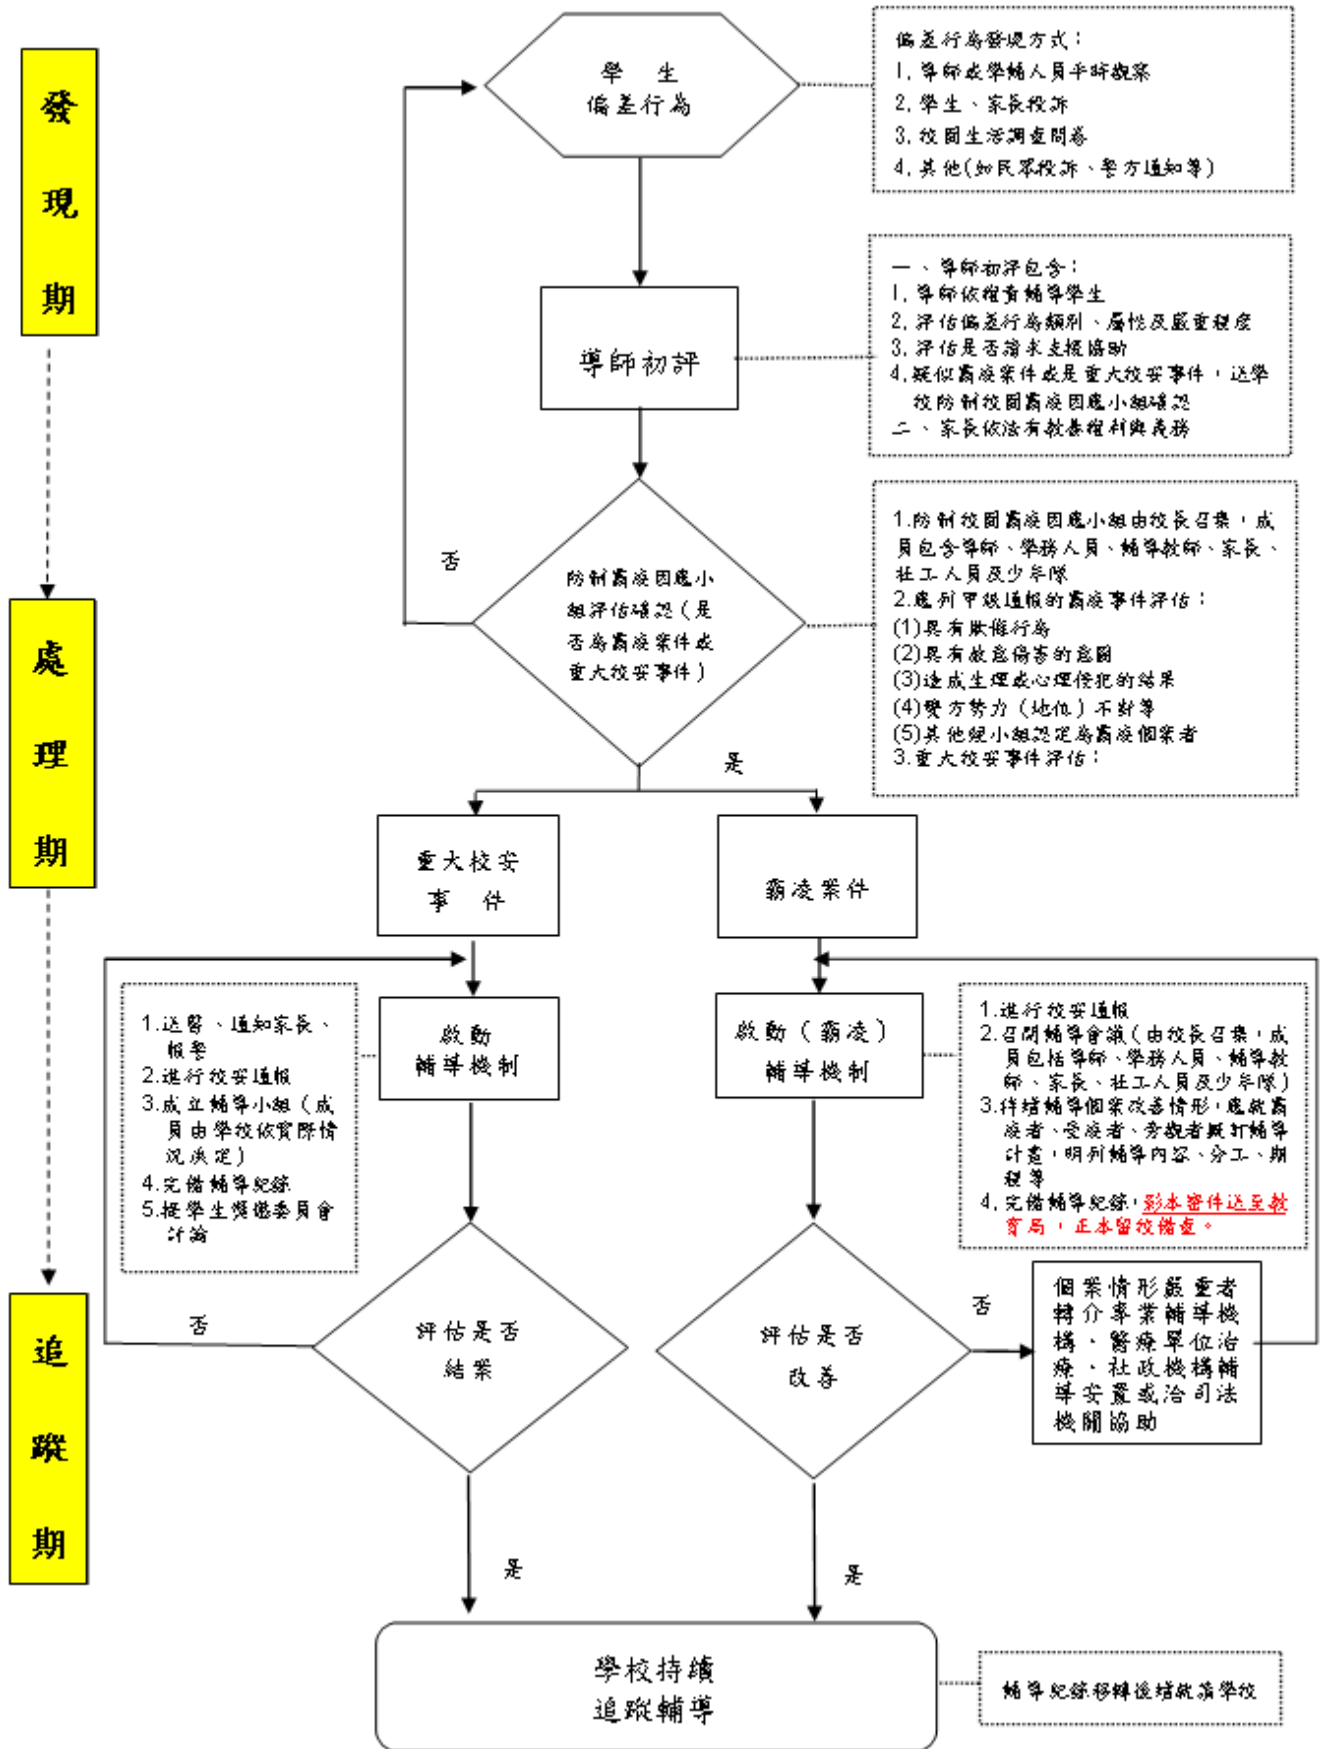 發現期
學 生
偏差行為
偏差行為發現方式：
1, 導師或學輔人員平時觀察
2, 學生、家長投訴
3, 校園生活調查問卷
4, 其他(如民眾投訴、警方通知等)
導師初評
一、導師初評包含：
1, 導師依權責輔導學生
2, 評估偏差行為類別、屬性及嚴重程度
3, 評估是否請求支援協助
4, 疑似霸凌案件或是重大校安事件，送學
校防制校園霸凌因應小組確認
二、家長依法有教養權利與義務
否
防制霸凌因應小
組評估確認（是
否為霸凌案件或
重大校安事件）
1.防制校園霸凌因應小組由校長召集，成
員包含導師、學務人員、輔導教師、家長、
社工人員及少年隊
2.應列甲級通報的霸凌事件評估：
(1)具有欺侮行為
(2)具有故意傷害的意圖
(3)造成生理或心理侵犯的結果
(4)雙方勢力（地位）不對等
(5)其他經小組認定為霸凌個案者
3.重大校安事件評估：
處理期
是
重大校安
事 件
霸凌案件
1.送醫、通知家長、
報警
2.進行校安通報
3.成立輔導小組（成
員由學校依實際情
況決定）
4.完備輔導紀錄
5.提學生獎懲委員會
討論
啟動
輔導機制
啟動（霸凌）
輔導機制
1.進行校安通報
2.召開輔導會議（由校長召集，成
員包括導師、學務人員、輔導教
師、家長、社工人員及少年隊）
3.持續輔導個案改善情形，應就霸
凌者、受凌者、旁觀者擬訂輔導
計畫，明列輔導內容、分工、期
程等
4, 完備輔導紀錄，影本密件送至教
育局，正本留校備查。
追蹤期
否
評估是否
結案
評估是否
改善
否
個案情形嚴重者
轉介專業輔導機
構、醫療單位治
療、社政機構輔
導安置或洽司法
機關協助
是
是
學校持續
追蹤輔導
輔導紀錄移轉後續就讀學校